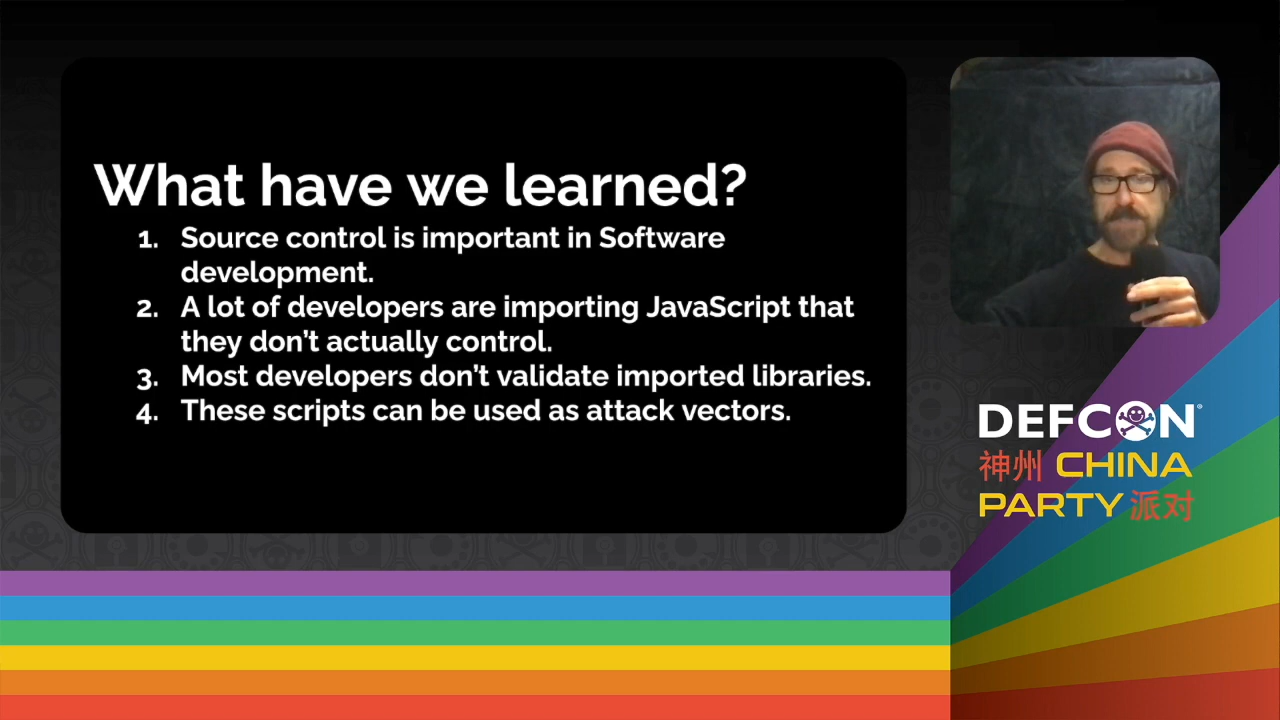 What have we learned?
1. Source control is important in Software
development.
2. A lot of developers are importing JavaScript that
they don’t actually control.
3. Most developers don’t validate imported libraries.
4. These scripts can be used as attack vectors.
DEFCON®
神州 CHINA
PARTY 派对